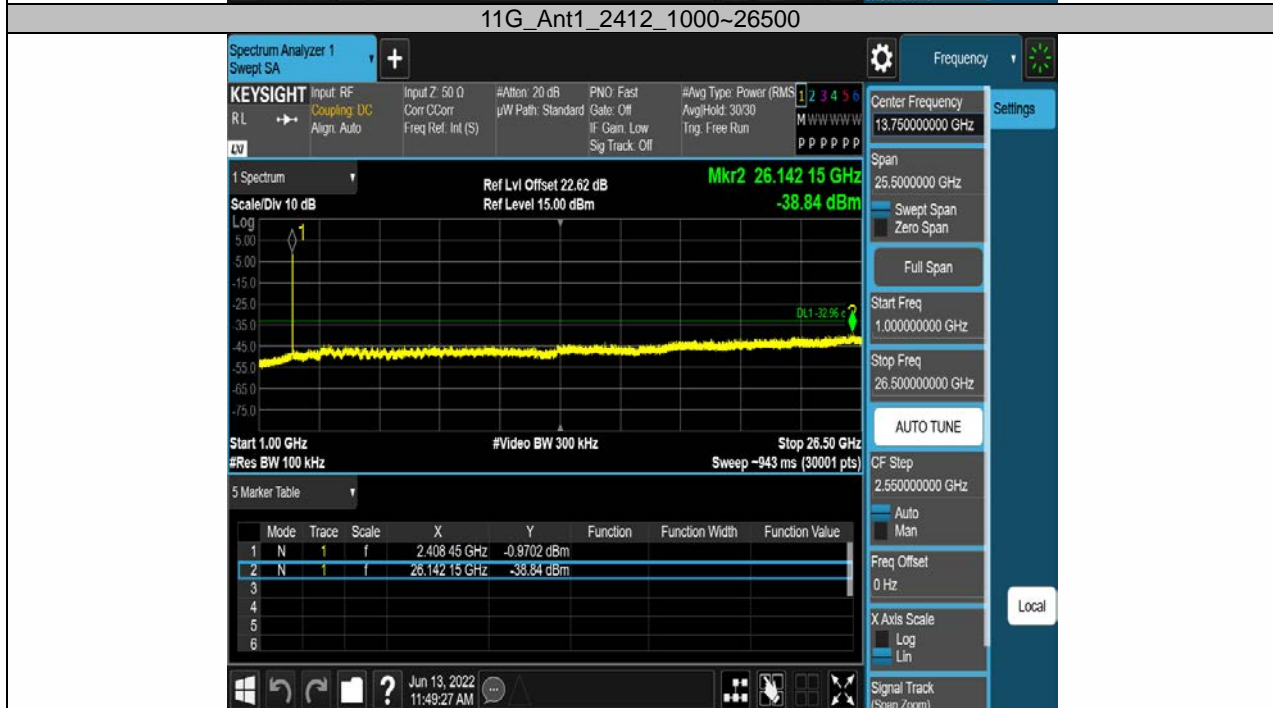 11G_Ant1_2412_1000~26500
Spectrum Analyzer 1
Swept SA
+
Frequency
KEYSIGHT
RL
LV
Input: RF
Coupling: DC
Align: Auto
Input Z: 50 Ω
Corr CCorr
Freq Ref: Int (S)
#Atten: 20 dB
µW Path: Standard
PNO: Fast
Gate: Off
IF Gain: Low
Sig Track: Off
#Avg Type: Power (RMS
Avg|Hold: 30/30
Trig: Free Run
1 2 3 4 5 6
M W W W W W
P P P P P P
1 Spectrum
Scale/Div 10 dB
Ref Lvl Offset 22.62 dB
Ref Level 15.00 dBm
Mkr2 26.142 15 GHz
-38.84 dBm
Log
5.00
-5.00
-15.0
-25.0
-35.0
-45.0
-55.0
-65.0
-75.0
1
DL1 -32.96
Start 1.00 GHz
#Res BW 100 kHz
#Video BW 300 kHz
Stop 26.50 GHz
Sweep ~943 ms (30001 pts)
5 Marker Table
Mode Trace Scale X Y Function Function Width Function Value
1 N 1 f 2.408 45 GHz -0.9702 dBm
2 N 1 f 26.142 15 GHz -38.84 dBm
3
4
5
6
Jun 13, 2022
11:49:27 AM
Center Frequency
13.750000000 GHz
Settings
Span
25.5000000 GHz
Swept Span
Zero Span
Full Span
Start Freq
1.000000000 GHz
Stop Freq
26.500000000 GHz
AUTO TUNE
CF Step
2.550000000 GHz
Auto
Man
Freq Offset
0 Hz
X Axis Scale
Log
Lin
Local
Signal Track
(Span Zoom)